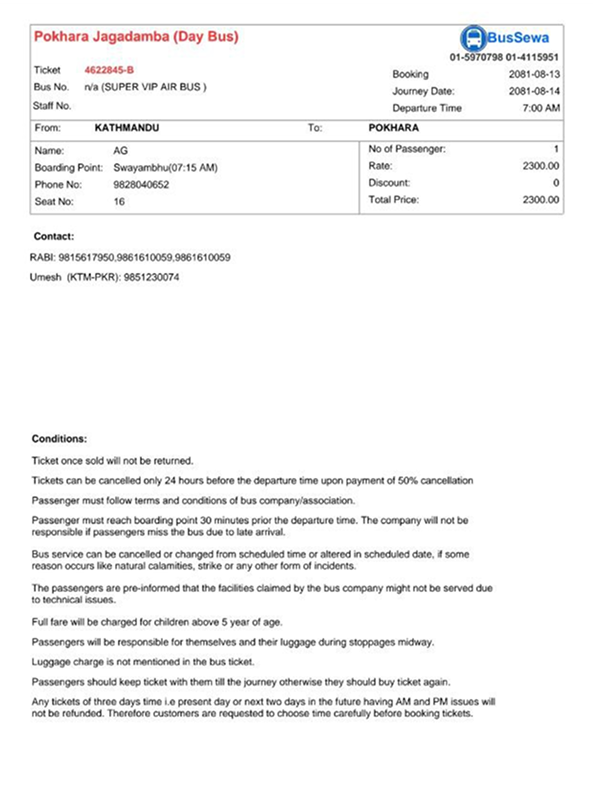 Pokhara Jagadamba (Day Bus)
BusSewa
01-5970798 01-4115951
Ticket 4622845-B
Bus No. n/a (SUPER VIP AIR BUS )
Staff No.
Booking 2081-08-13
Journey Date: 2081-08-14
Departure Time 7:00 AM
From: KATHMANDU To: POKHARA
Name: AG
Boarding Point: Swayambhu(07:15 AM)
Phone No: 9828040652
Seat No: 16
No of Passenger: 1
Rate: 2300.00
Discount: 0
Total Price: 2300.00
Contact:
RABI: 9815617950,9861610059,9861610059
Umesh (KTM-PKR): 9851230074
Conditions:
Ticket once sold will not be returned.
Tickets can be cancelled only 24 hours before the departure time upon payment of 50% cancellation
Passenger must follow terms and conditions of bus company/association.
Passenger must reach boarding point 30 minutes prior the departure time. The company will not be
responsible if passengers miss the bus due to late arrival.
Bus service can be cancelled or changed from scheduled time or altered in scheduled date, if some
reason occurs like natural calamities, strike or any other form of incidents.
The passengers are pre-informed that the facilities claimed by the bus company might not be served due
to technical issues.
Full fare will be charged for children above 5 year of age.
Passengers will be responsible for themselves and their luggage during stoppages midway.
Luggage charge is not mentioned in the bus ticket.
Passengers should keep ticket with them till the journey otherwise they should buy ticket again.
Any tickets of three days time i.e present day or next two days in the future having AM and PM issues will
not be refunded. Therefore customers are requested to choose time carefully before booking tickets.